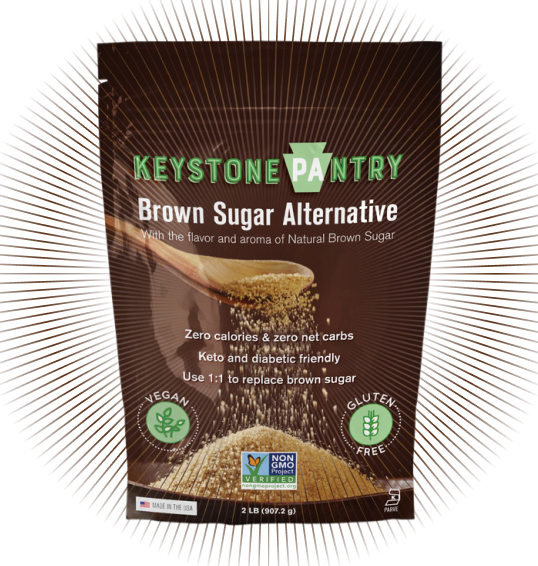 KEYSTONE PANTRY
Brown Sugar Alternative
With the flavor and aroma of Natural Brown Sugar
Zero calories & zero net carbs
Keto and diabetic friendly
Use 1:1 to replace brown sugar
VEGAN
GLUTEN-FREE
NON
GMO
Project
VERIFIED
nongmoproject.org
MADE IN THE USA
2 LB (907.2 g)
K
PARVE